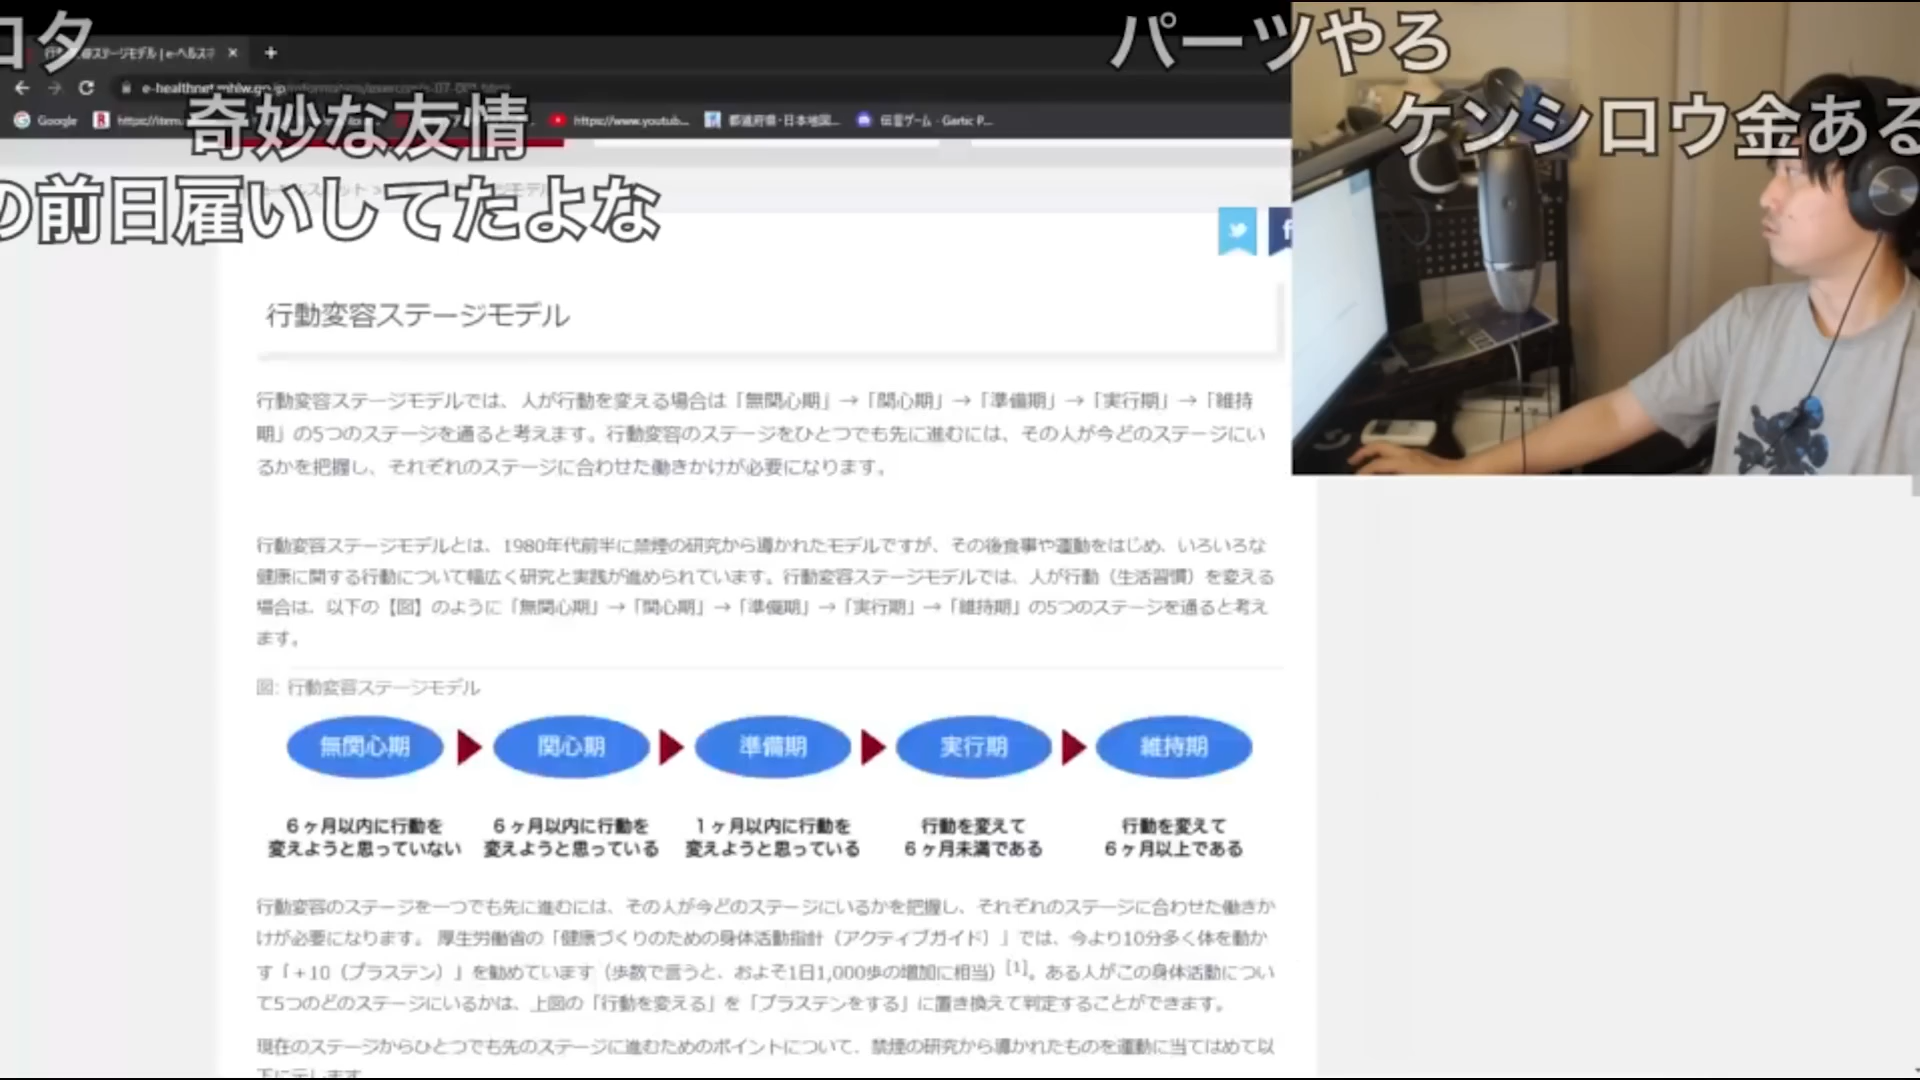 コタ
パーツやろ
ケンシロウ金ある
奇妙な友情
の前日雇いしてたよな
e-healthnet.mhlw.go.jp
Google
https://www.youtub...
都道府県・日本地図...
伝言ゲーム - Gartic P...
行動変容ステージモデル
行動変容ステージモデルでは、人が行動を変える場合は「無関心期」→「関心期」→「準備期」→「実行期」→「維持
期」の5つのステージを通ると考えます。行動変容のステージをひとつでも先に進むには、その人が今どのステージにい
るかを把握し、それぞれのステージに合わせた働きかけが必要になります。
行動変容ステージモデルとは、1980年代前半に禁煙の研究から導かれたモデルですが、その後食事や運動をはじめ、いろいろな
健康に関する行動について幅広く研究と実践が進められています。行動変容ステージモデルでは、人が行動（生活習慣）を変える
場合は、以下の【図】のように「無関心期」→「関心期」→「準備期」→「実行期」→「維持期」の5つのステージを通ると考え
ます。
図: 行動変容ステージモデル
無関心期 関心期 準備期 実行期 維持期
6ヶ月以内に行動を 6ヶ月以内に行動を 1ヶ月以内に行動を 行動を変えて 行動を変えて
変えようと思っていない 変えようと思っている 変えようと思っている 6ヶ月未満である 6ヶ月以上である
行動変容のステージを一つでも先に進むには、その人が今どのステージにいるかを把握し、それぞれのステージに合わせた働きか
けが必要になります。 厚生労働省の「健康づくりのための身体活動指針（アクティブガイド）」では、今より10分多く体を動か
す「＋10（プラステン）」を勧めています（歩数で言うと、およそ1日1,000歩の増加に相当）[1]。ある人がこの身体活動につい
て5つのどのステージにいるかは、上図の「行動を変える」を「プラステンをする」に置き換えて判定することができます。
現在のステージからひとつでも先のステージに進むためのポイントについて、禁煙の研究から導かれたものを運動に当てはめて以
下に示します。